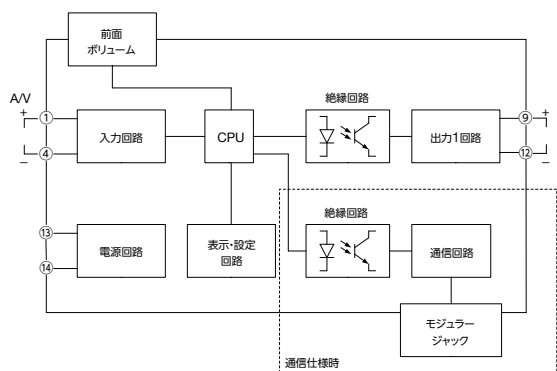 前面
ボリューム
A/V
+
①
④
−
入力回路
CPU
絶縁回路
出力1回路
⑨
+
⑫
−
⑬
⑭
電源回路
表示・設定
回路
絶縁回路
通信回路
モジュラー
ジャック
通信仕様時